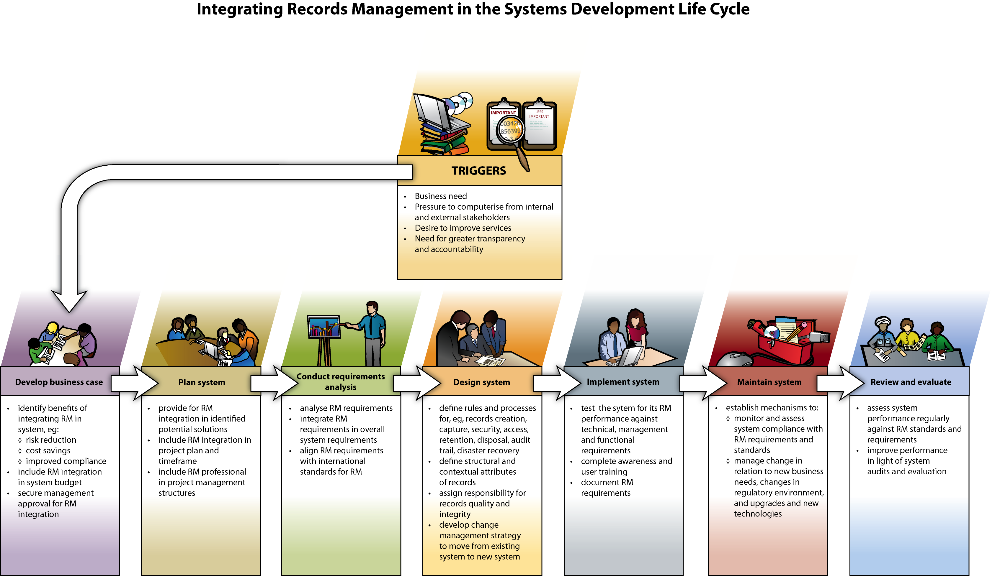 Integrating Records Management in the Systems Development Life Cycle
IMPORTANT
LESS
IMPORTANT
003428
856399
0-3-6
TRIGGERS
• Business need
• Pressure to computerise from internal
and external stakeholders
• Desire to improve services
• Need for greater transparency
and accountability
Develop business case
• identify benefits of
integrating RM in
system, eg:
◊ risk reduction
◊ cost savings
◊ improved compliance
• include RM integration
in system budget
• secure management
approval for RM
integration
Plan system
• provide for RM
integration in identified
potential solutions
• include RM integration in
project plan and
timeframe
• include RM professional
in project management
structures
Conduct requirements
analysis
• analyse RM requirements
• integrate RM
requirements in overall
system requirements
• align RM requirements
with international
standards for RM
Design system
• define rules and processes
for, eg, records creation,
capture, security, access,
retention, disposal, audit
trail, disaster recovery
• define structural and
contextual attributes
of records
• assign responsibility for
records quality and
integrity
• develop change
management strategy
to move from existing
system to new system
Implement system
• test the sytem for its RM
performance against
technical, management
and functional
requirements
• complete awareness and
user training
• document RM
requirements
Maintain system
• establish mechanisms to:
◊ monitor and assess
system compliance with
RM requirements and
standards
◊ manage change in
relation to new business
needs, changes in
regulatory environment,
and upgrades and new
technologies
Review and evaluate
• assess system
performance regularly
against RM standards and
requirements
• improve performance
in light of system
audits and evaluation